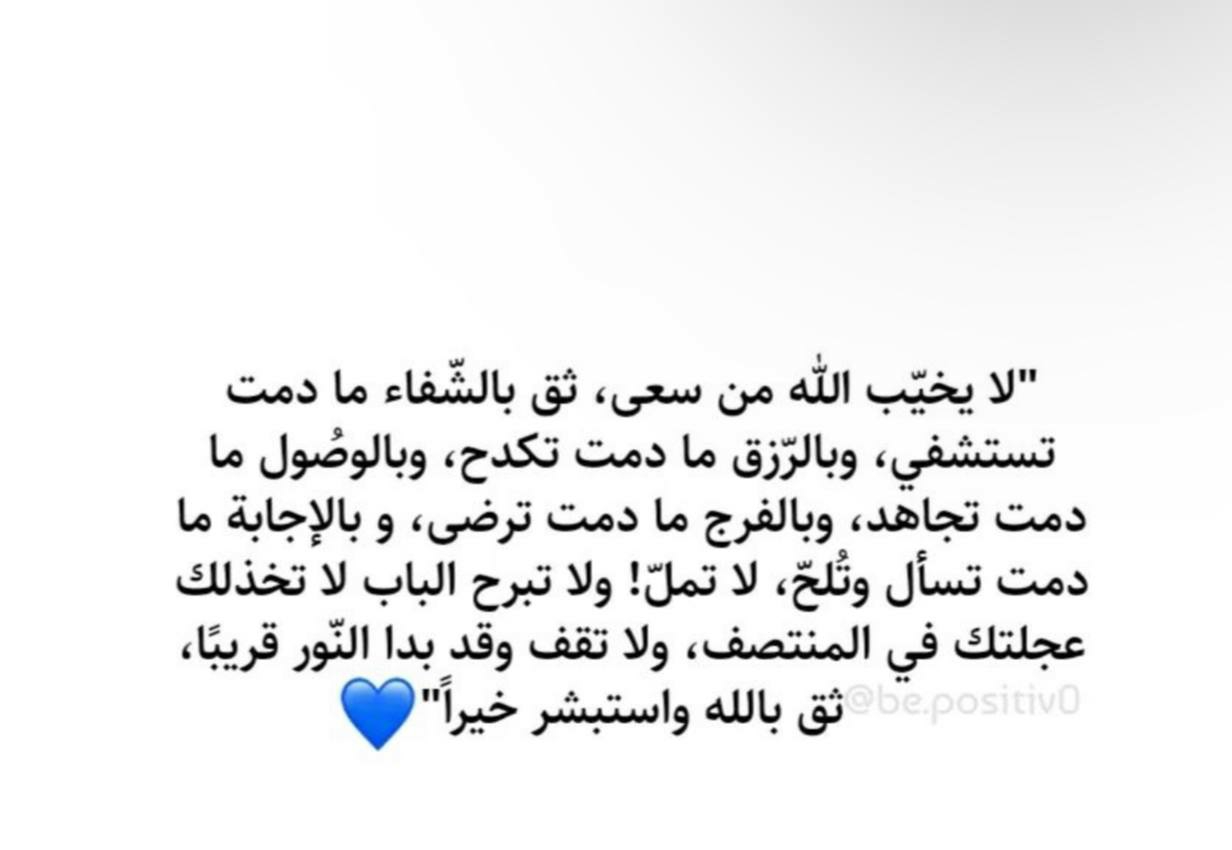 "لا يخيّب الله من سعى، ثق بالشّفاء ما دمت
تستشفي، وبالرّزق ما دمت تكدح، وبالوصُول ما
دمت تجاهد، وبالفرج ما دمت ترضى، و بالإجابة ما
دمت تسأل وتُلحّ، لا تملّ! ولا تبرح الباب لا تخذلك
عجلتك في المنتصف، ولا تقف وقد بدا النّور قريبًا،
ثق بالله واستبشر خيراً"💙
@be.positiv0